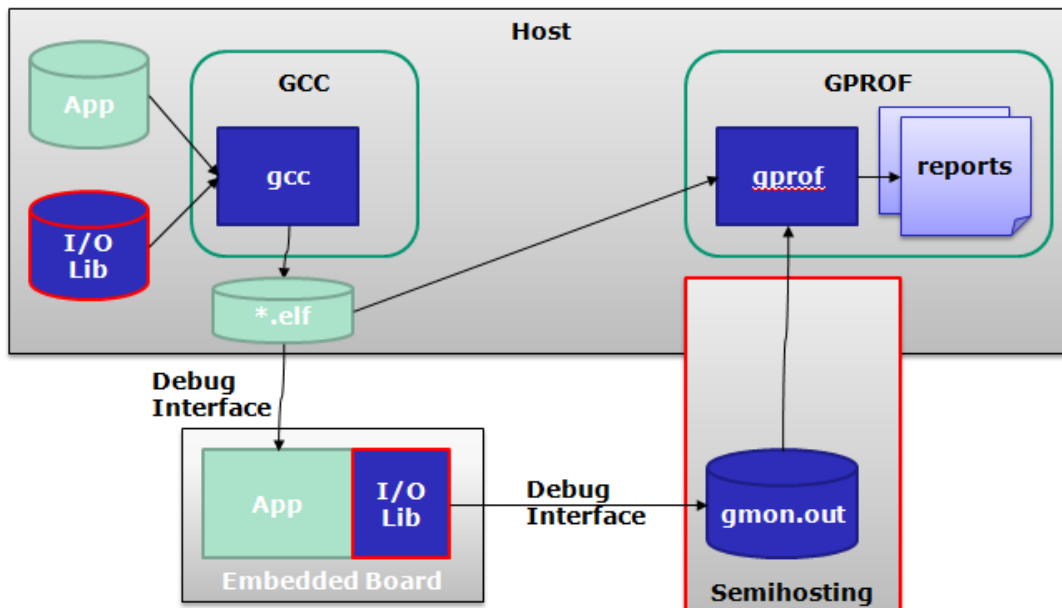 Host
GCC
GPROF
App
gcc
gprof
reports
I/O
Lib
*.elf
Debug
Interface
App
I/O
Lib
Debug
Interface
gmon.out
Embedded Board
Semihosting